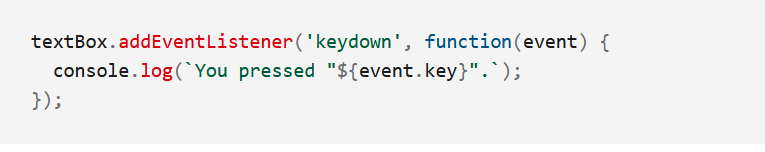 textBox.addEventListener('keydown', function(event) {
  console.log(`You pressed "${event.key}".`);
});